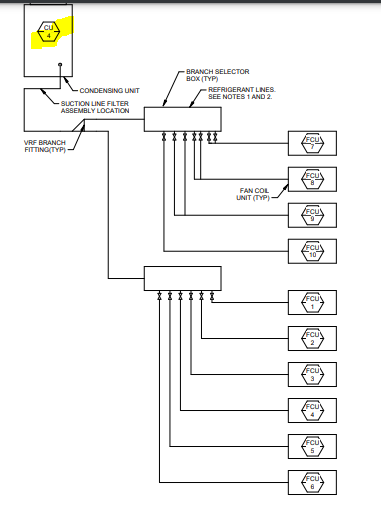 CU
4
CONDENSING UNIT
SUCTION LINE FILTER
ASSEMBLY LOCATION
VRF BRANCH
FITTING(TYP)
BRANCH SELECTOR
BOX (TYP)
REFRIGERANT LINES.
SEE NOTES 1 AND 2.
FCU
7
FCU
8
FAN COIL
UNIT (TYP)
FCU
9
FCU
10
FCU
1
FCU
2
FCU
3
FCU
4
FCU
5
FCU
6